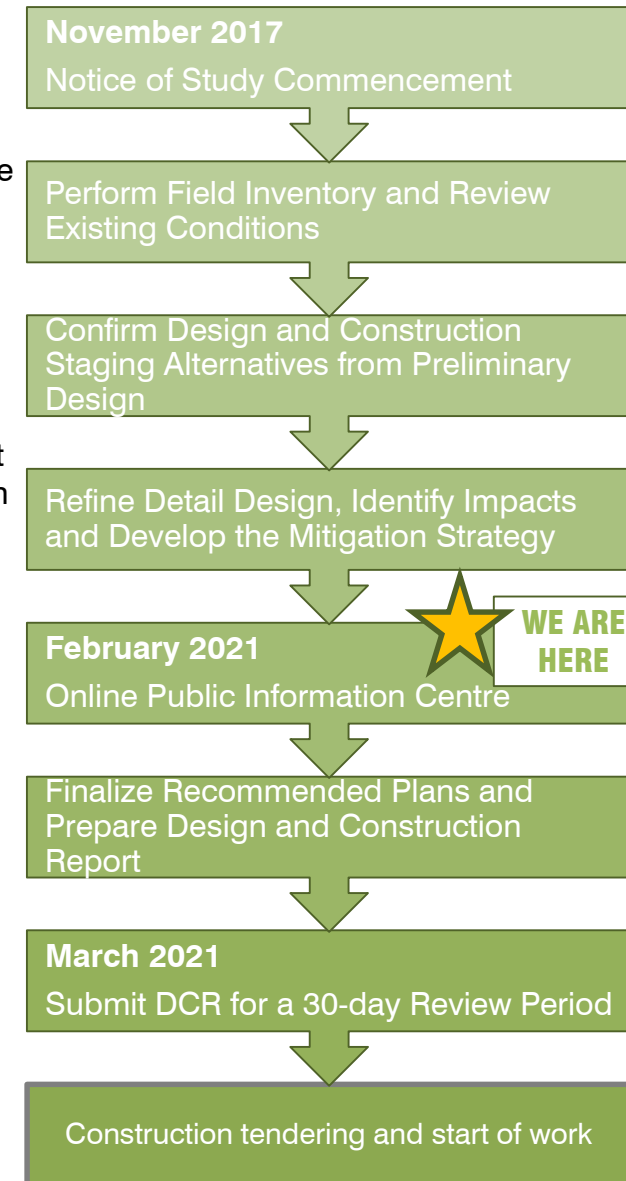 November 2017
Notice of Study Commencement
e
Perform Field Inventory and Review
Existing Conditions
Confirm Design and Construction
Staging Alternatives from Preliminary
Design
t
n
Refine Detail Design, Identify Impacts
and Develop the Mitigation Strategy
WE ARE
HERE
February 2021
Online Public Information Centre
Finalize Recommended Plans and
Prepare Design and Construction
Report
March 2021
Submit DCR for a 30-day Review Period
Construction tendering and start of work